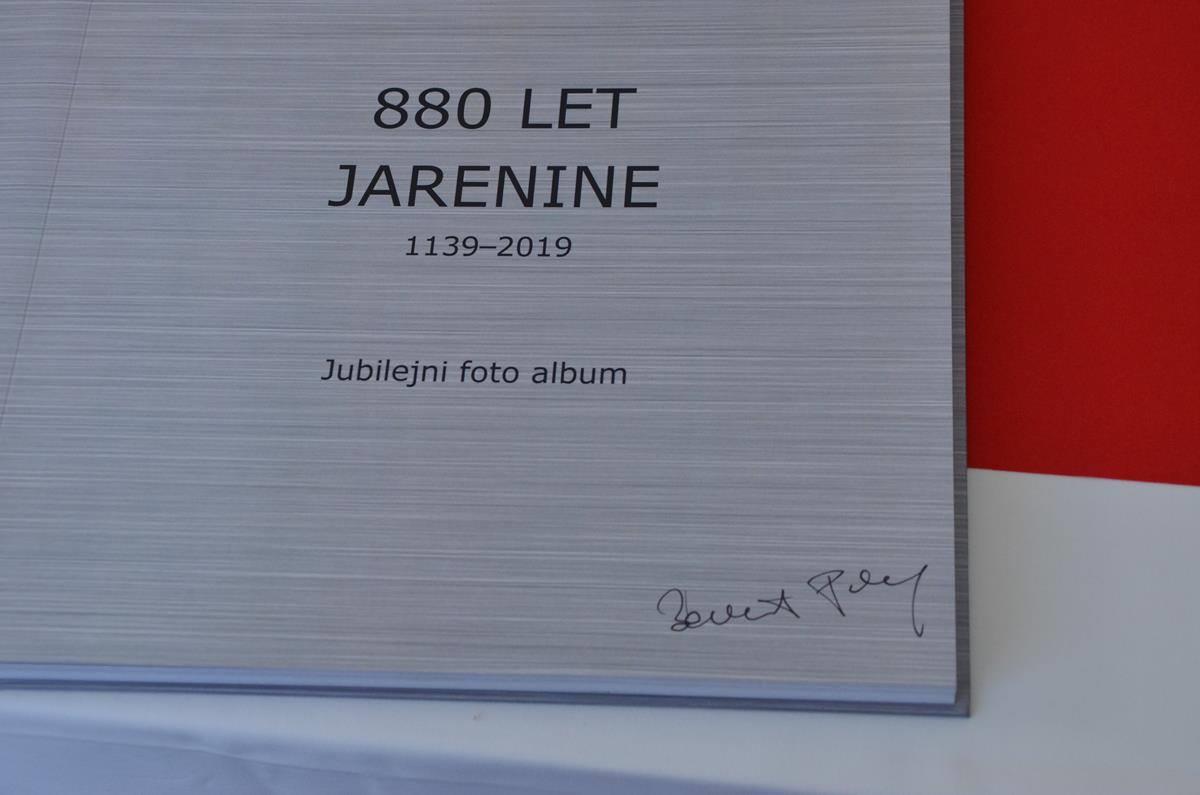 880 LET
JARENINE
1139–2019
Jubilejni foto album